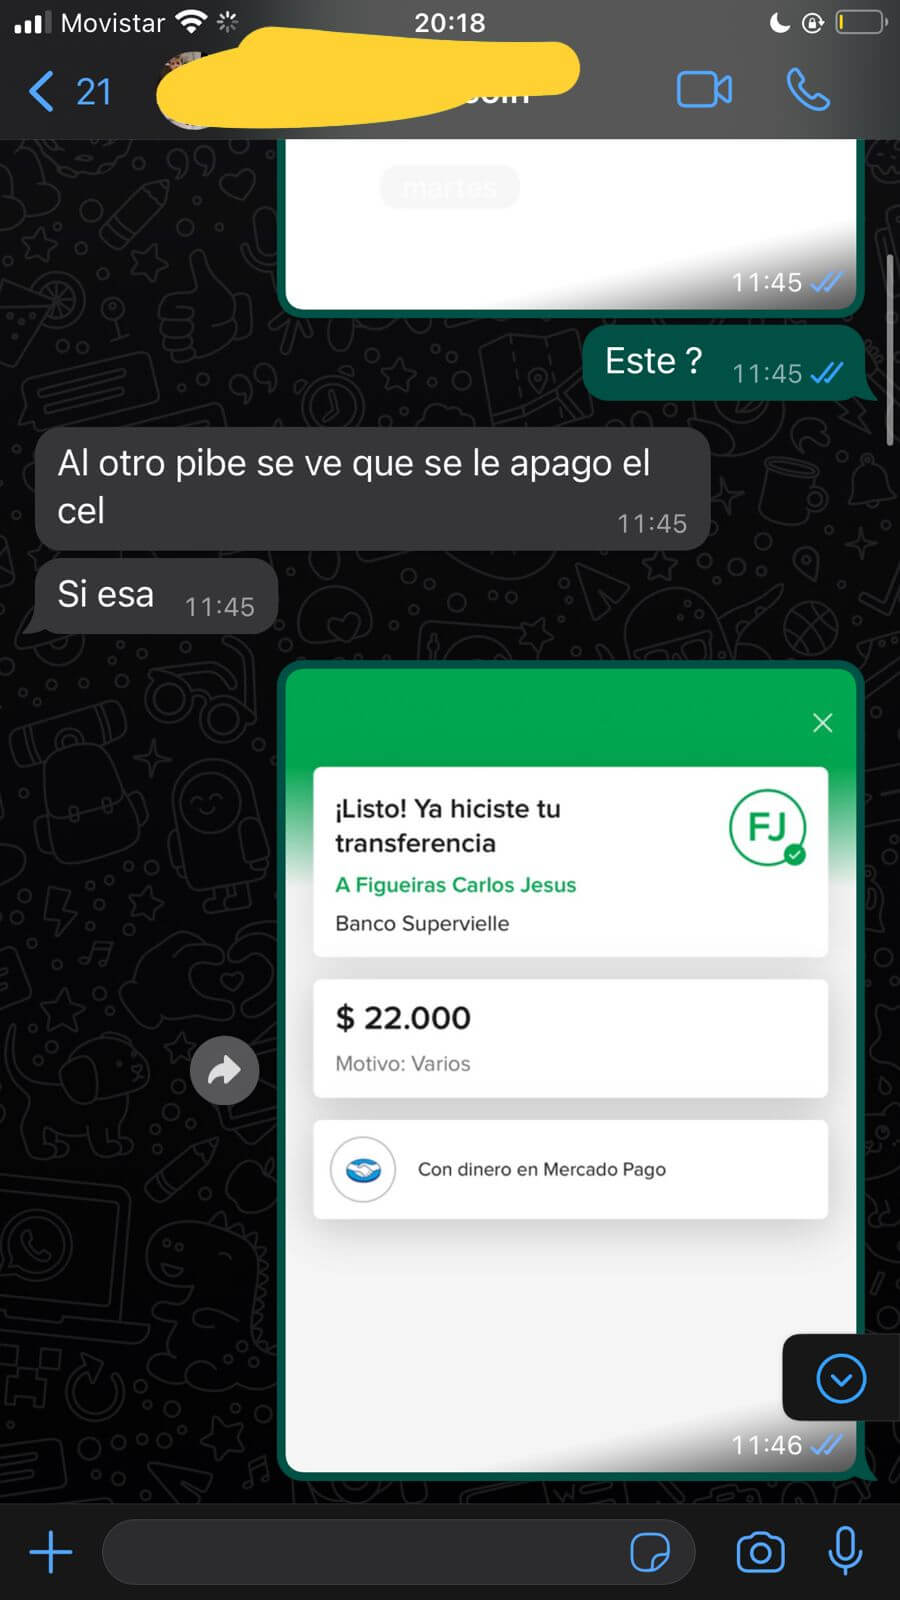 Movistar
20:18
21
martes
11:45
Este ? 11:45
Al otro pibe se ve que se le apago el
cel
11:45
Si esa 11:45
¡Listo! Ya hiciste tu
transferencia
FJ
A Figueiras Carlos Jesus
Banco Supervielle
$ 22.000
Motivo: Varios
Con dinero en Mercado Pago
11:46